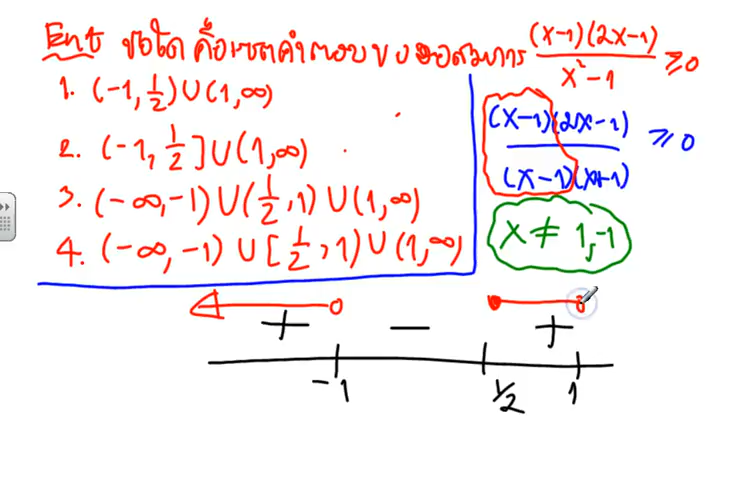 Ent ข้อใดคือเซตคำตอบของอสมการ (x-1)(2x-1)/x²-1 ≥ 0
1. (-1, 1/2) ∪ (1, ∞)
2. (-1, 1/2] ∪ (1, ∞)
3. (-∞, -1) ∪ (1/2, 1) ∪ (1, ∞)
4. (-∞, -1) ∪ [1/2, 1) ∪ (1, ∞)
(x-1)(2x-1)/(x-1)(x+1) ≥ 0
x ≠ 1, -1
+ - +
-1 1/2 1